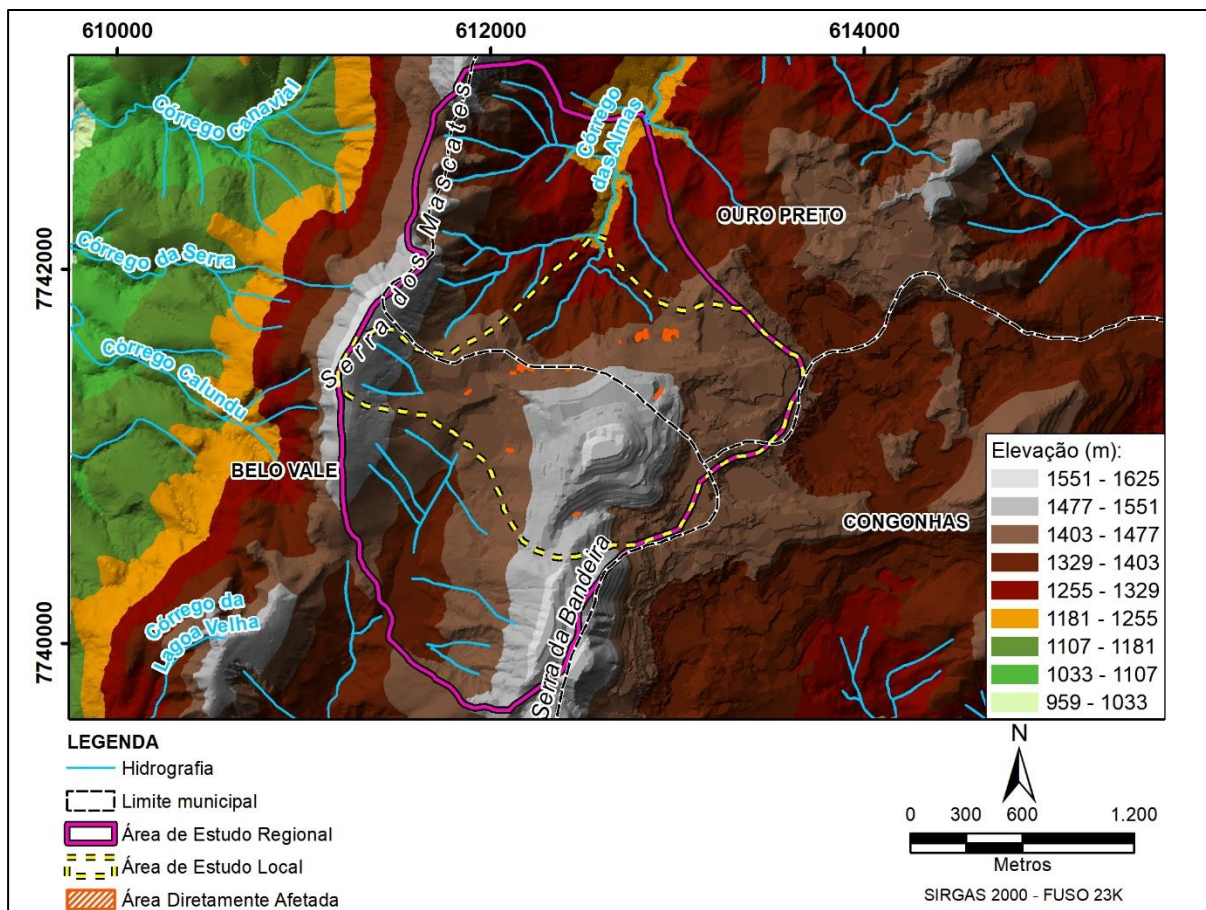 610000
612000
614000
7742000
7740000
Córrego Canavial
Serra dos Mascates
Córrego
das Almas
OURO PRETO
Córrego da Serra
Córrego Calundu
BELO VALE
CONGONHAS
Córrego da
Lagoa Velha
Serra da Bandeira
Elevação (m):
1551 - 1625
1477 - 1551
1403 - 1477
1329 - 1403
1255 - 1329
1181 - 1255
1107 - 1181
1033 - 1107
959 - 1033
LEGENDA
Hidrografia
Limite municipal
Área de Estudo Regional
Área de Estudo Local
Área Diretamente Afetada
N
0 300 600 1.200
Metros
SIRGAS 2000 - FUSO 23K